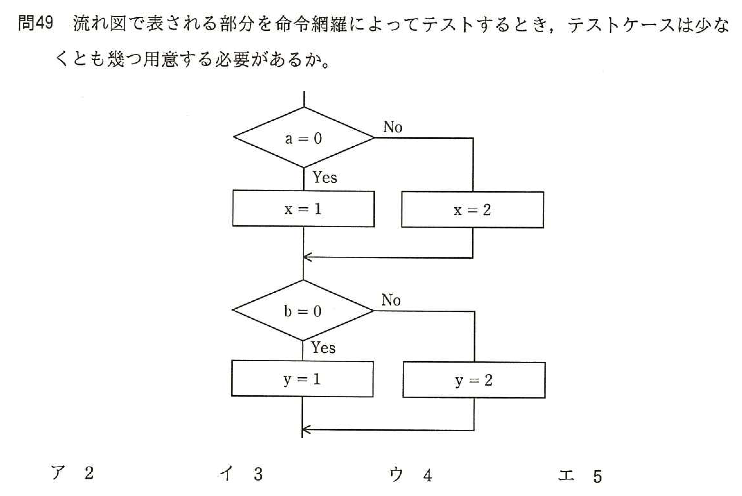 問49 流れ図で表される部分を命令網羅によってテストするとき，テストケースは少な
くとも幾つ用意する必要があるか。
a = 0
No
Yes
x = 1
x = 2
b = 0
No
Yes
y = 1
y = 2
ア 2 イ 3 ウ 4 エ 5